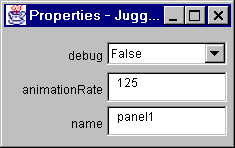 Properties - Jugg...
debug False
animationRate 125
name panel1